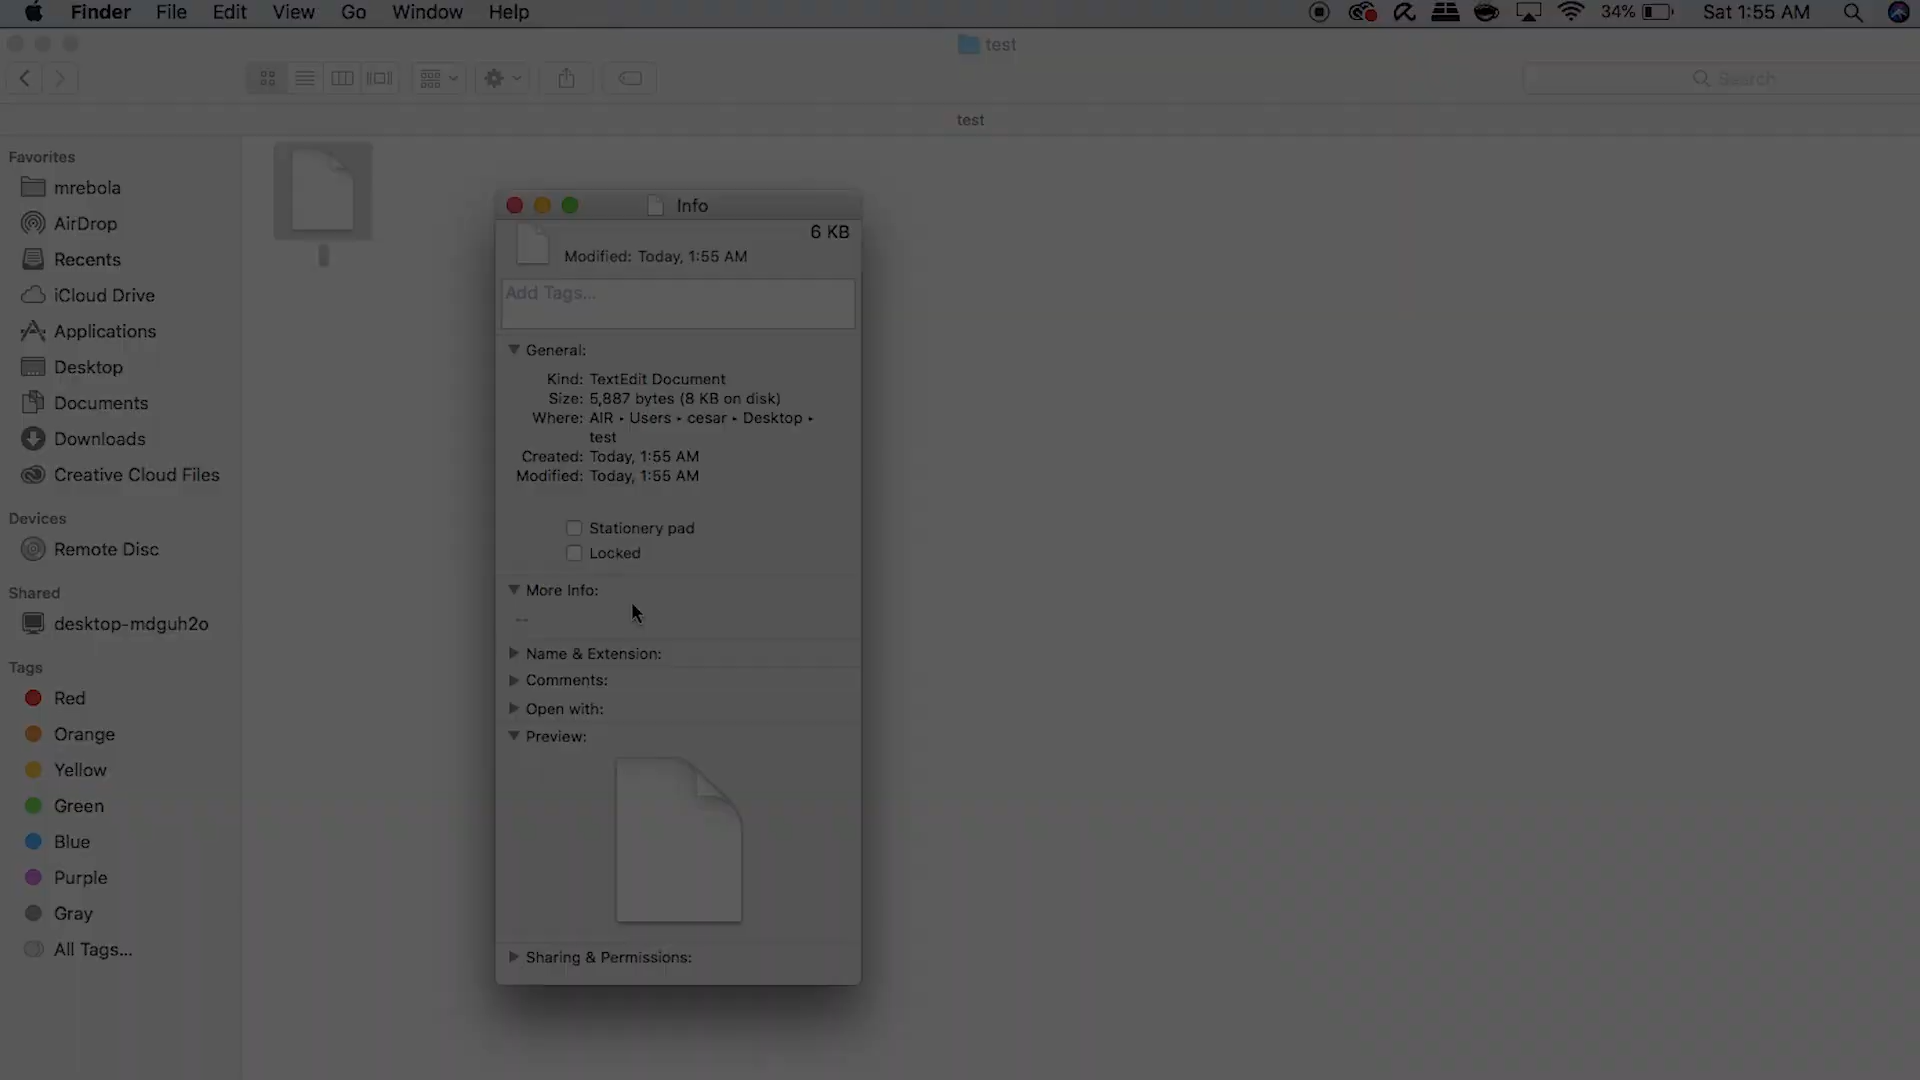 Finder File Edit View Go Window Help 34% Sat 1:55 AM
test
Search
test
Favorites
mrebola
AirDrop
Recents
iCloud Drive
Applications
Desktop
Documents
Downloads
Creative Cloud Files
Devices
Remote Disc
Shared
desktop-mdguh2o
Tags
Red
Orange
Yellow
Green
Blue
Purple
Gray
All Tags...
Info
6 KB
Modified: Today, 1:55 AM
Add Tags...
General:
Kind: TextEdit Document
Size: 5,887 bytes (8 KB on disk)
Where: AIR ▸ Users ▸ cesar ▸ Desktop ▸
test
Created: Today, 1:55 AM
Modified: Today, 1:55 AM
Stationery pad
Locked
More Info:
--
Name & Extension:
Comments:
Open with:
Preview:
Sharing & Permissions: